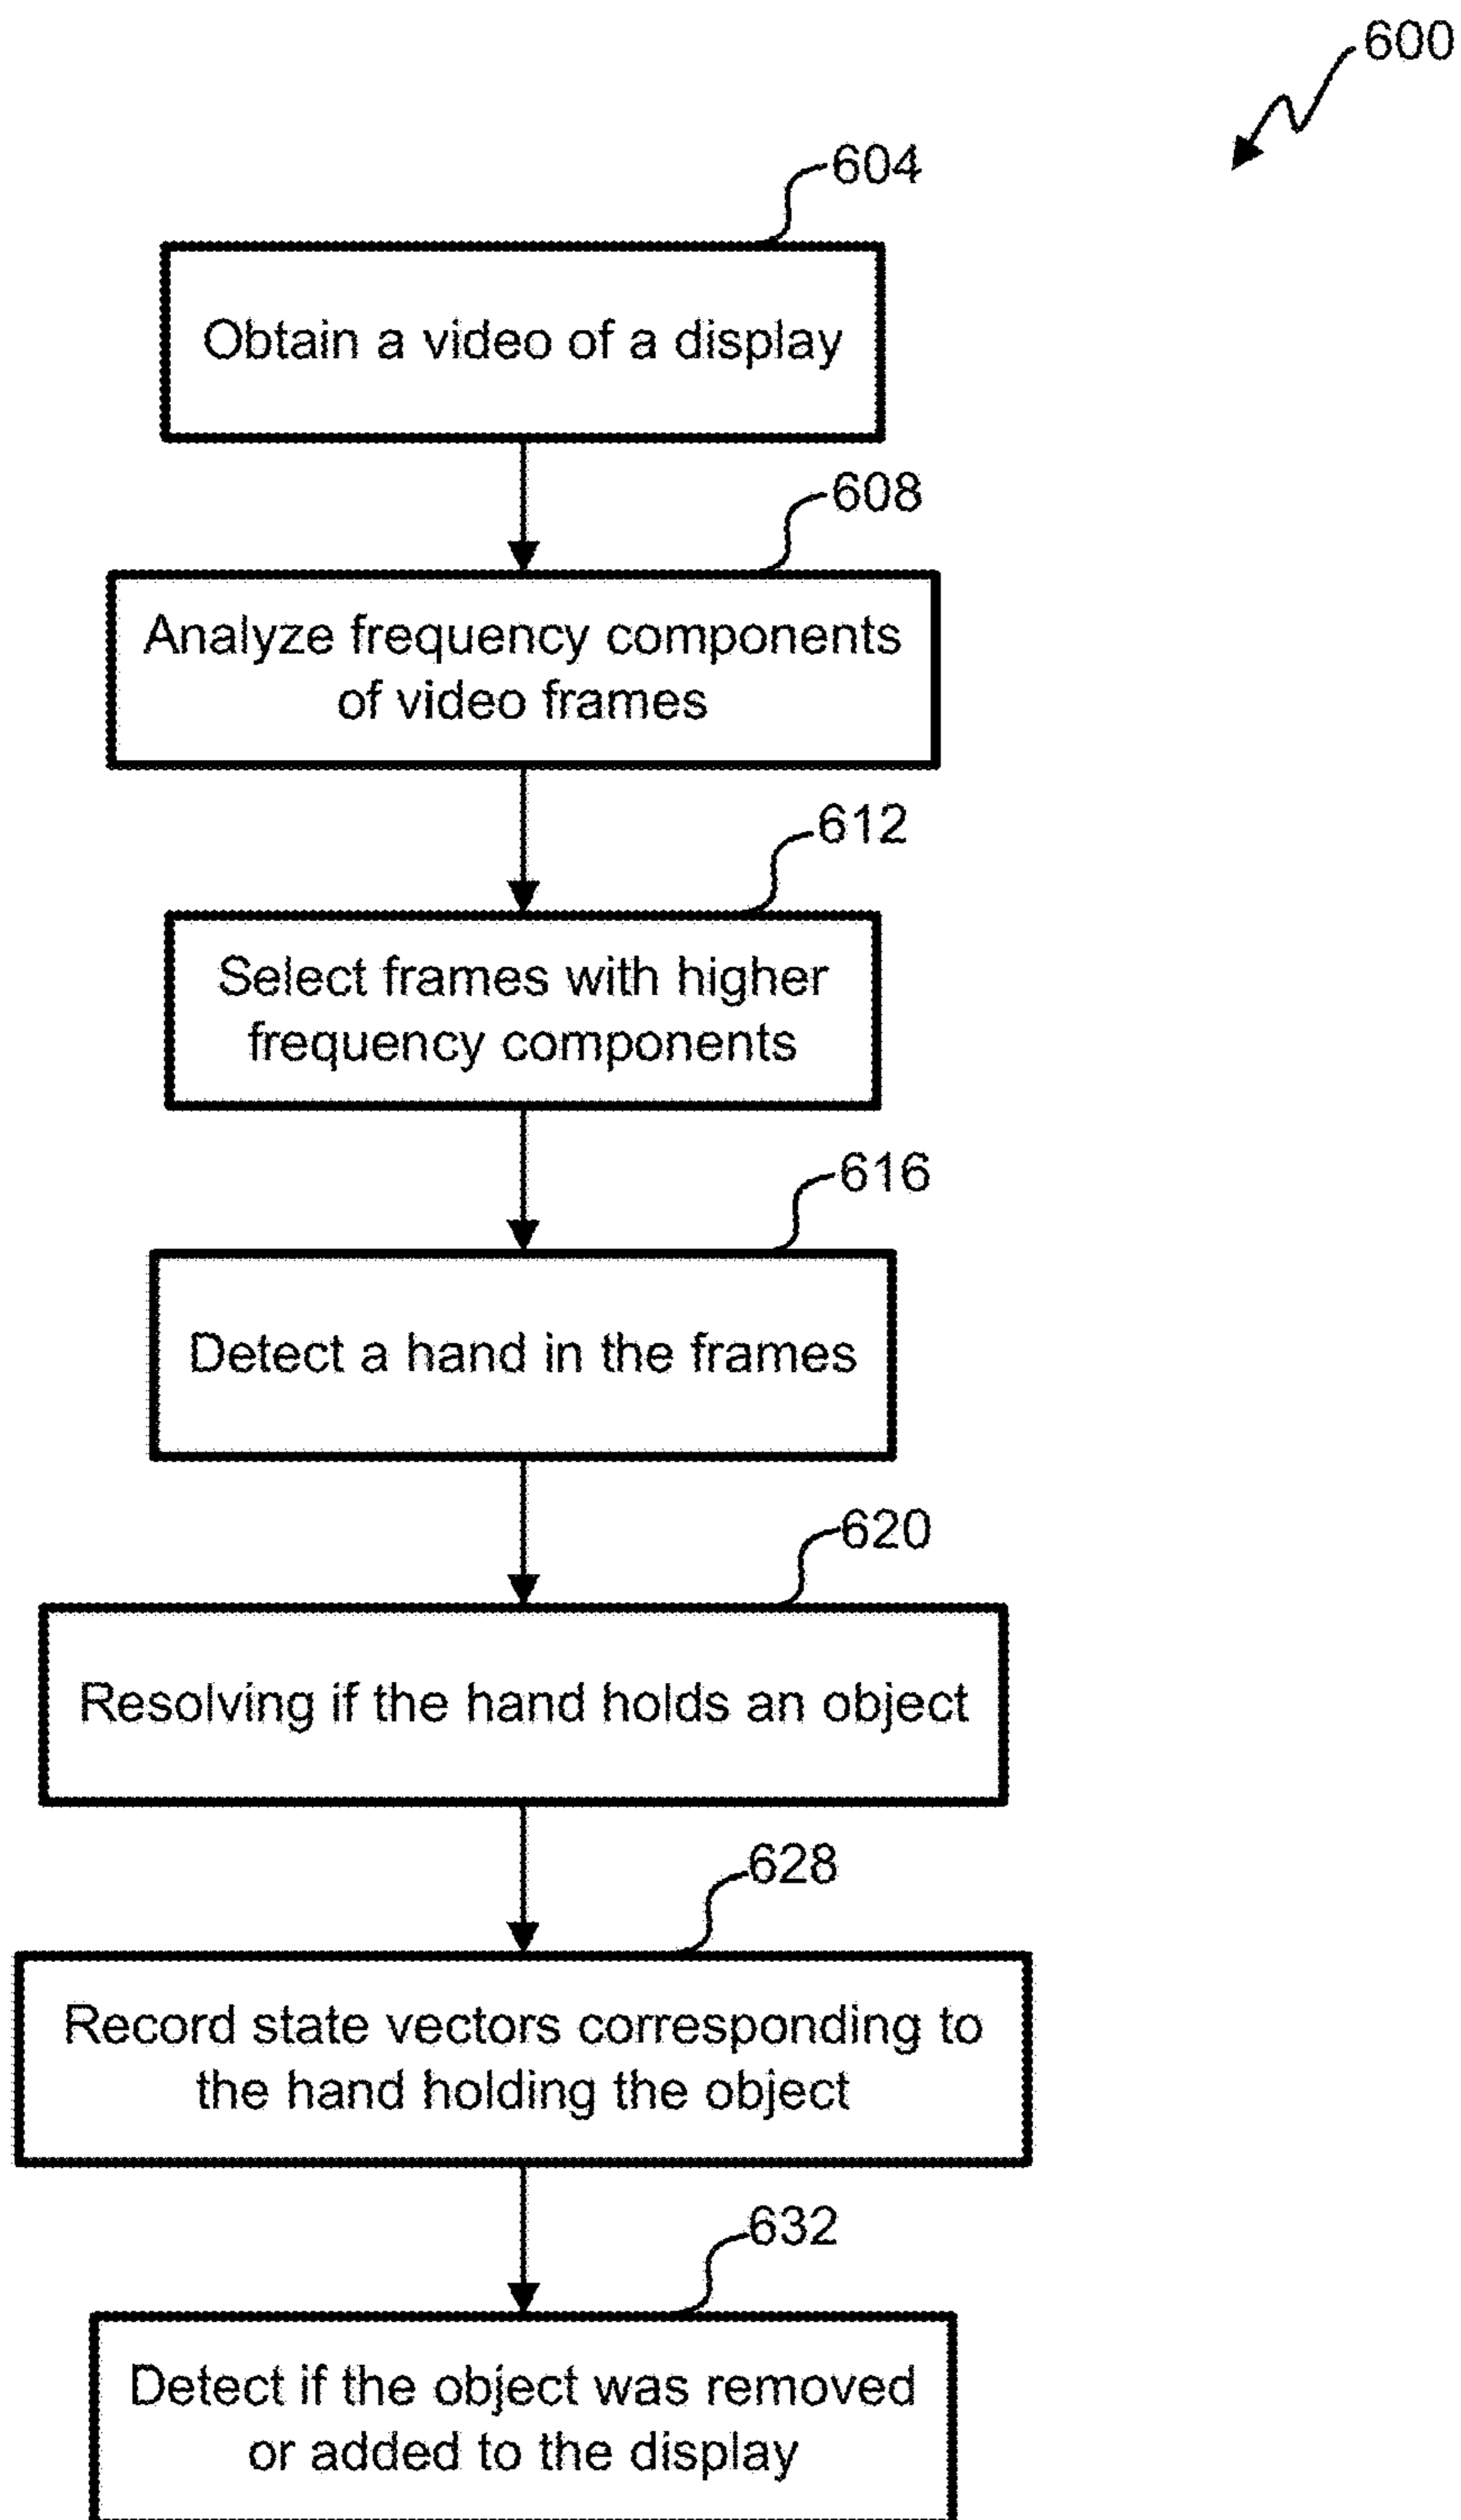 600
604
Obtain a video of a display
608
Analyze frequency components
of video frames
612
Select frames with higher
frequency components
616
Detect a hand in the frames
620
Resolving if the hand holds an object
628
Record state vectors corresponding to
the hand holding the object
632
Detect if the object was removed
or added to the display